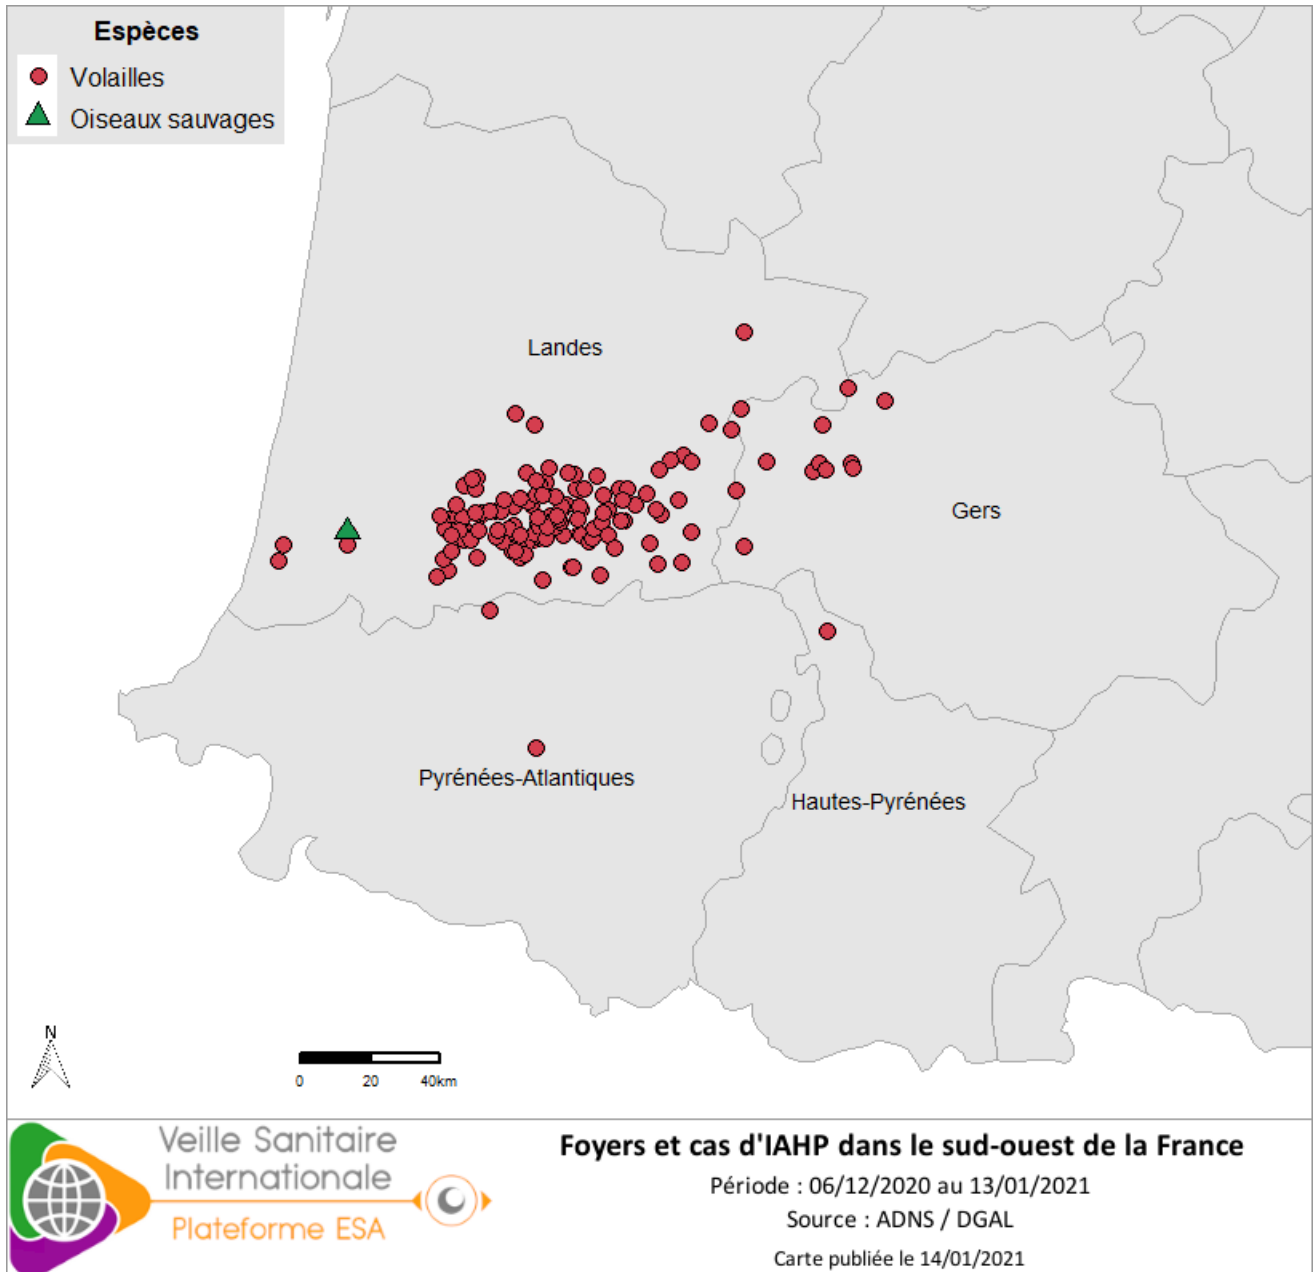 Espèces
Volailles
Oiseaux sauvages
Landes
Gers
Pyrénées-Atlantiques
Hautes-Pyrénées
N
0 20 40km
Veille Sanitaire
Internationale
Plateforme ESA
Foyers et cas d'IAHP dans le sud-ouest de la France
Période : 06/12/2020 au 13/01/2021
Source : ADNS / DGAL
Carte publiée le 14/01/2021